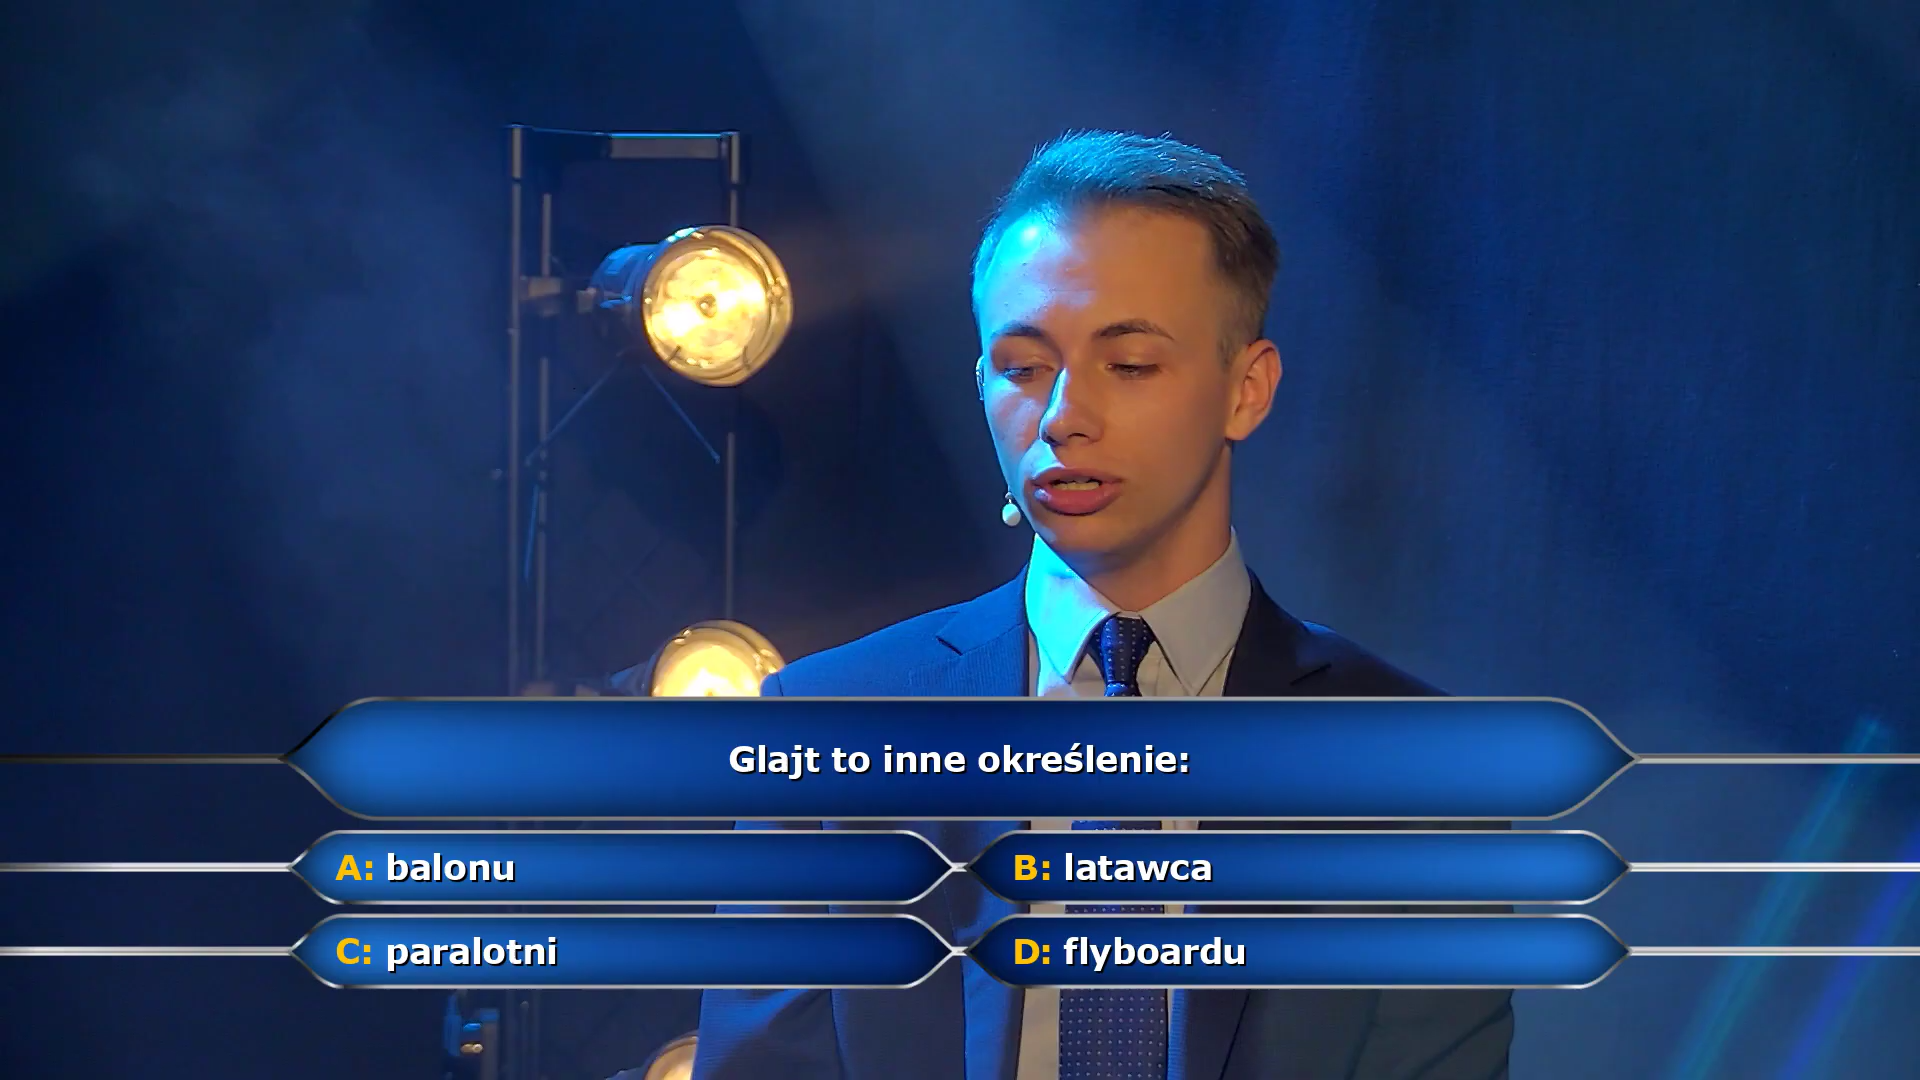 Glajt to inne określenie:
A: balonu
B: latawca
C: paralotni
D: flyboardu